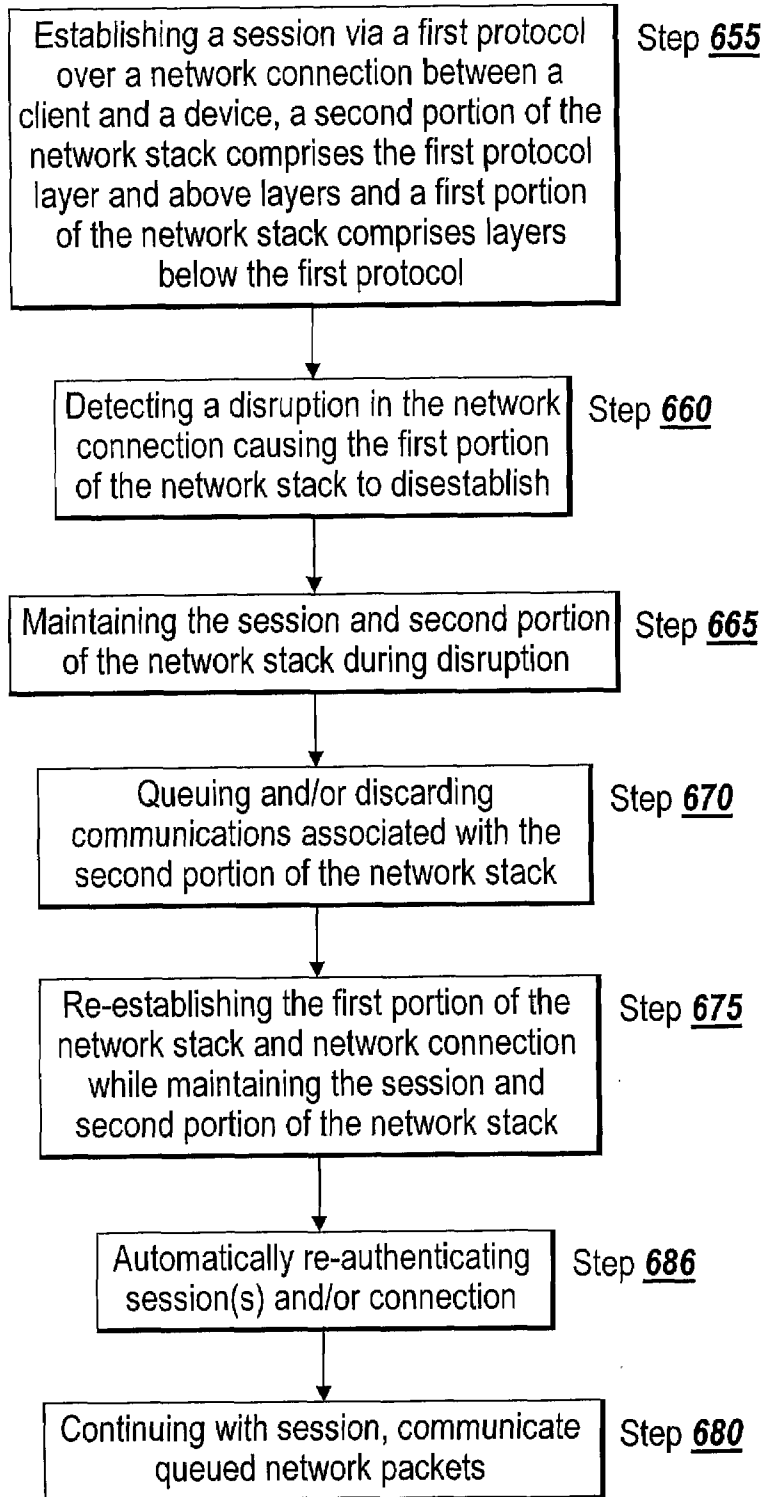 Establishing a session via a first protocol
over a network connection between a
client and a device, a second portion of the
network stack comprises the first protocol
layer and above layers and a first portion
of the network stack comprises layers
below the first protocol
Step 655
Detecting a disruption in the network
connection causing the first portion
of the network stack to disestablish
Step 660
Maintaining the session and second portion
of the network stack during disruption
Step 665
Queuing and/or discarding
communications associated with the
second portion of the network stack
Step 670
Re-establishing the first portion of the
network stack and network connection
while maintaining the session and
second portion of the network stack
Step 675
Automatically re-authenticating
session(s) and/or connection
Step 686
Continuing with session, communicate
queued network packets
Step 680